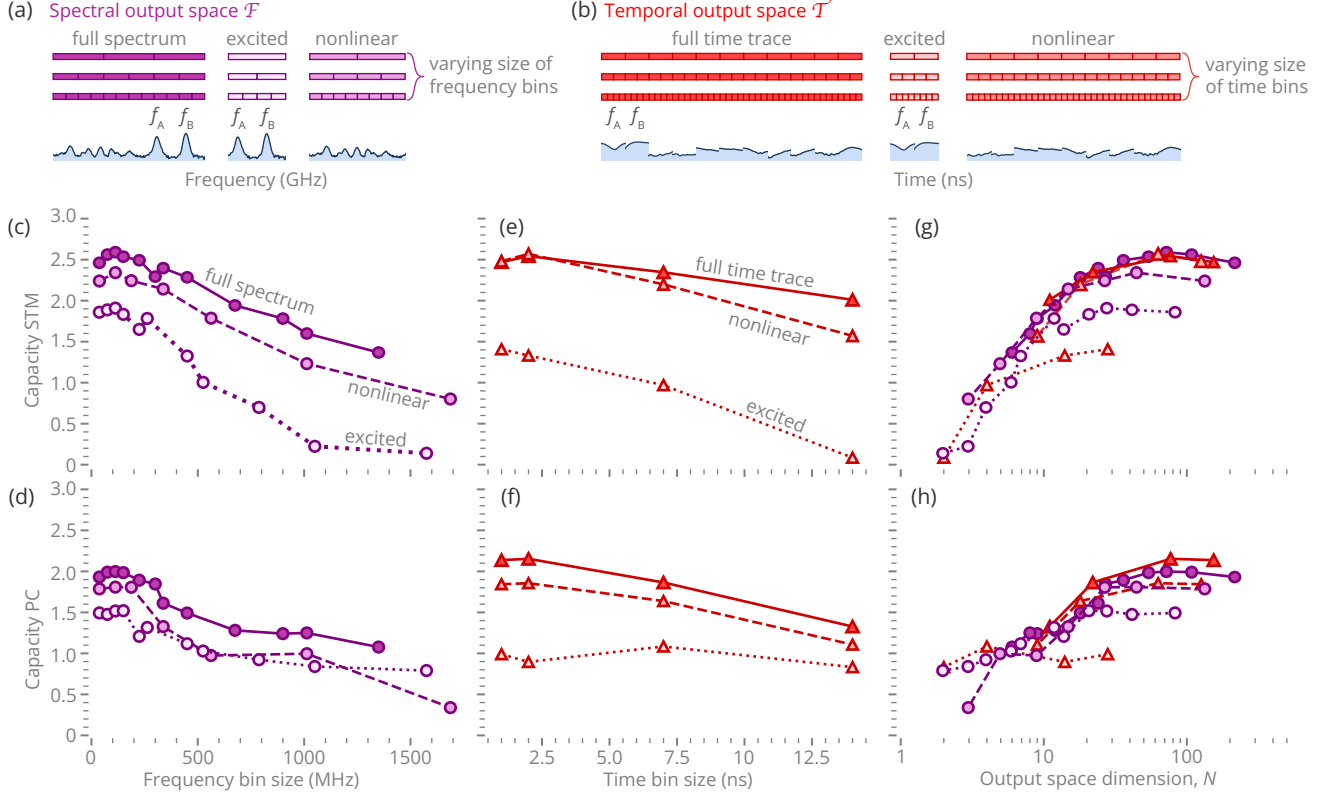 (a) Spectral output space ℱ
full spectrum excited nonlinear
varying size of
frequency bins
f_A f_B f_A f_B
Frequency (GHz)
(b) Temporal output space 𝒯
full time trace excited nonlinear
varying size
of time bins
f_A f_B f_A f_B
Time (ns)
(c)
3.0
2.5
2.0
1.5
1.0
0.5
0
Capacity STM
full spectrum
nonlinear
excited
(e)
full time trace
nonlinear
excited
(g)
(d)
3.0
2.5
2.0
1.5
1.0
0.5
0
Capacity PC
0 500 1000 1500
Frequency bin size (MHz)
(f)
2.5 5.0 7.5 10 12.5
Time bin size (ns)
(h)
1 10 100
Output space dimension, N